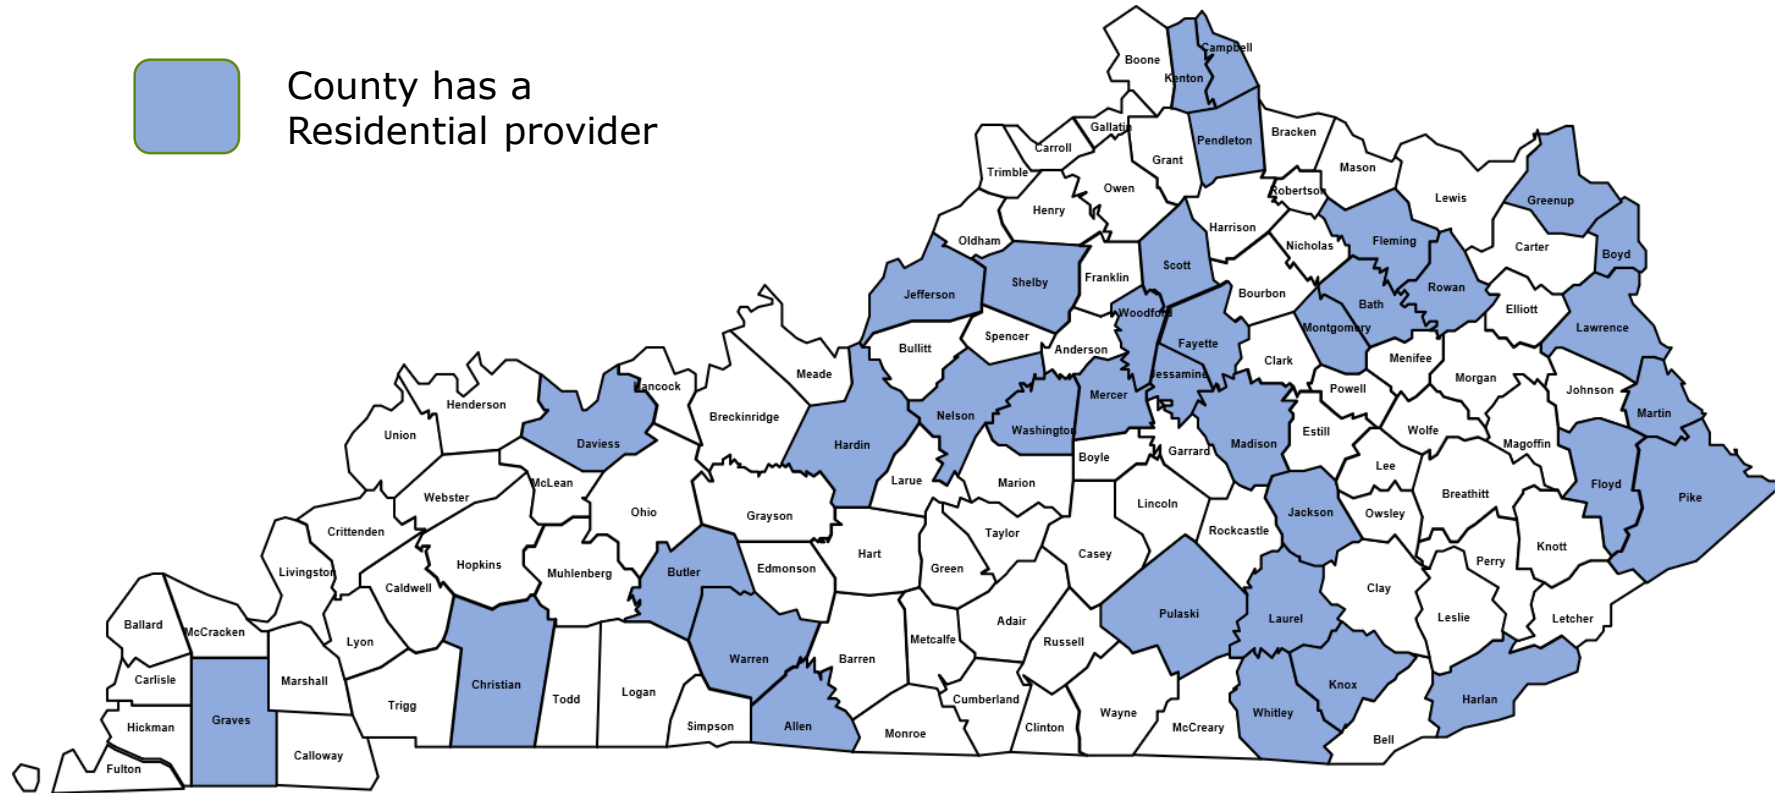 County has a
Residential provider
Boone
Campbell
Kenton
Gallatin
Carroll
Grant
Pendleton
Bracken
Mason
Trimble
Owen
Robertson
Lewis
Greenup
Henry
Oldham
Harrison
Nicholas
Fleming
Carter
Boyd
Jefferson
Shelby
Franklin
Scott
Bourbon
Bath
Rowan
Elliott
Lawrence
Woodford
Montgomery
Spencer
Bullitt
Anderson
Fayette
Clark
Menifee
Morgan
Johnson
Meade
Hancock
Jessamine
Powell
Henderson
Breckinridge
Nelson
Mercer
Martin
Union
Daviess
Hardin
Washington
Madison
Estill
Wolfe
Magoffin
Boyle
Garrard
Lee
McLean
Larue
Marion
Floyd
Pike
Webster
Ohio
Grayson
Lincoln
Jackson
Owsley
Breathitt
Crittenden
Taylor
Rockcastle
Knott
Hopkins
Muhlenberg
Butler
Edmonson
Hart
Green
Casey
Perry
Livingston
Caldwell
Clay
Ballard
McCracken
Lyon
Metcalfe
Adair
Pulaski
Laurel
Leslie
Letcher
Russell
Carlisle
Marshall
Christian
Warren
Barren
Knox
Harlan
Graves
Trigg
Todd
Logan
Simpson
Allen
Cumberland
Hickman
Monroe
Clinton
Wayne
McCreary
Whitley
Bell
Fulton
Calloway